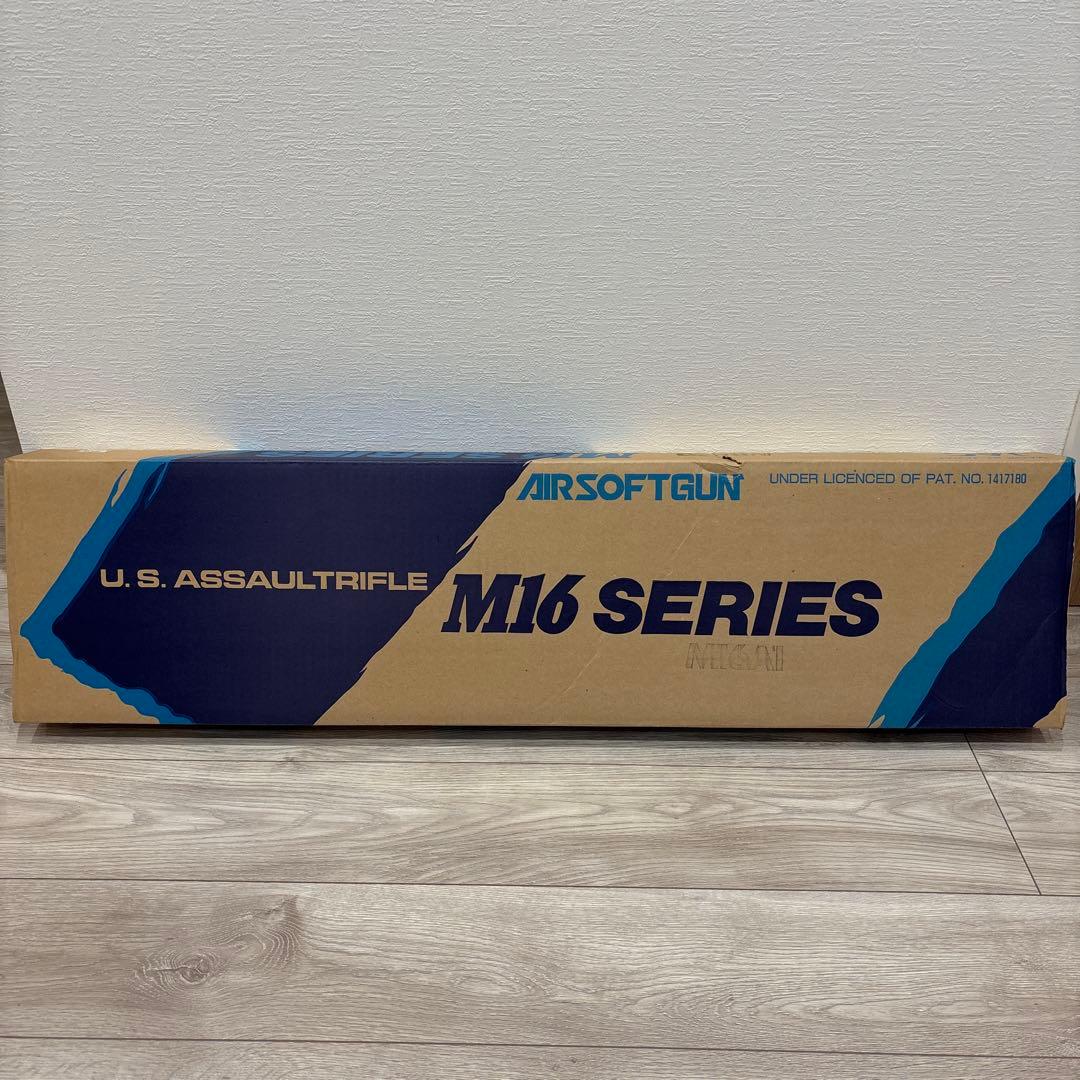 AIRSOFTGUN
UNDER LICENCED OF PAT. NO. 1417180
U. S. ASSAULTRIFLE
M16 SERIES
M16A1